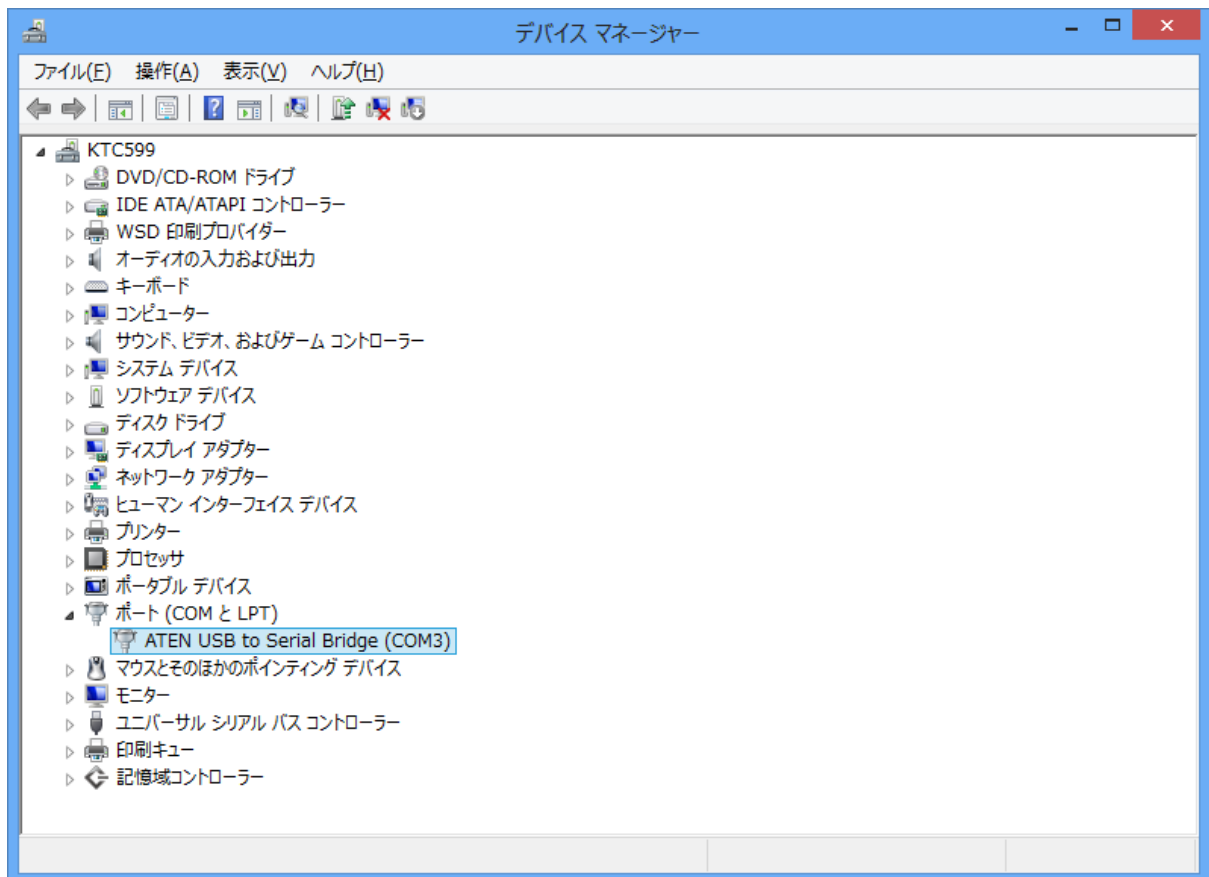 デバイス マネージャー
ファイル(F) 操作(A) 表示(V) ヘルプ(H)
KTC599
DVD/CD-ROM ドライブ
IDE ATA/ATAPI コントローラー
WSD 印刷プロバイダー
オーディオの入力および出力
キーボード
コンピューター
サウンド、ビデオ、およびゲーム コントローラー
システム デバイス
ソフトウェア デバイス
ディスク ドライブ
ディスプレイ アダプター
ネットワーク アダプター
ヒューマン インターフェイス デバイス
プリンター
プロセッサ
ポータブル デバイス
ポート (COM と LPT)
ATEN USB to Serial Bridge (COM3)
マウスとそのほかのポインティング デバイス
モニター
ユニバーサル シリアル バス コントローラー
印刷キュー
記憶域コントローラー